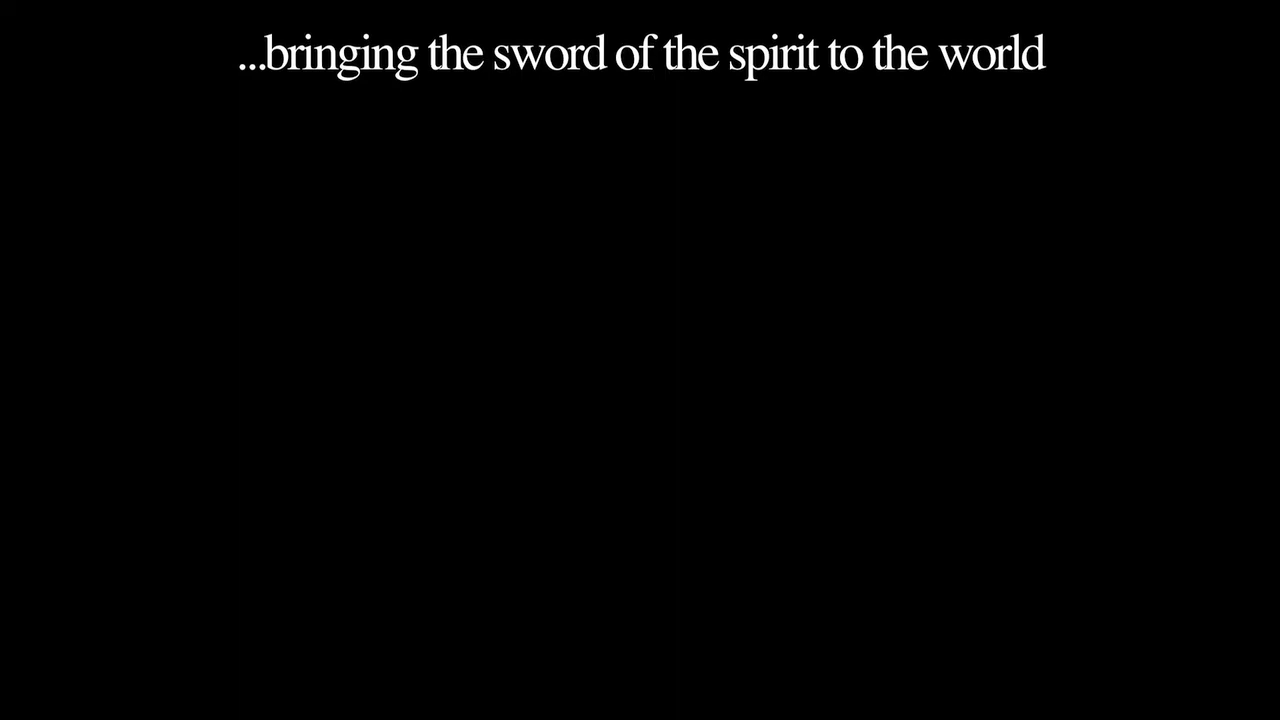 ...bringing the sword of the spirit to the world